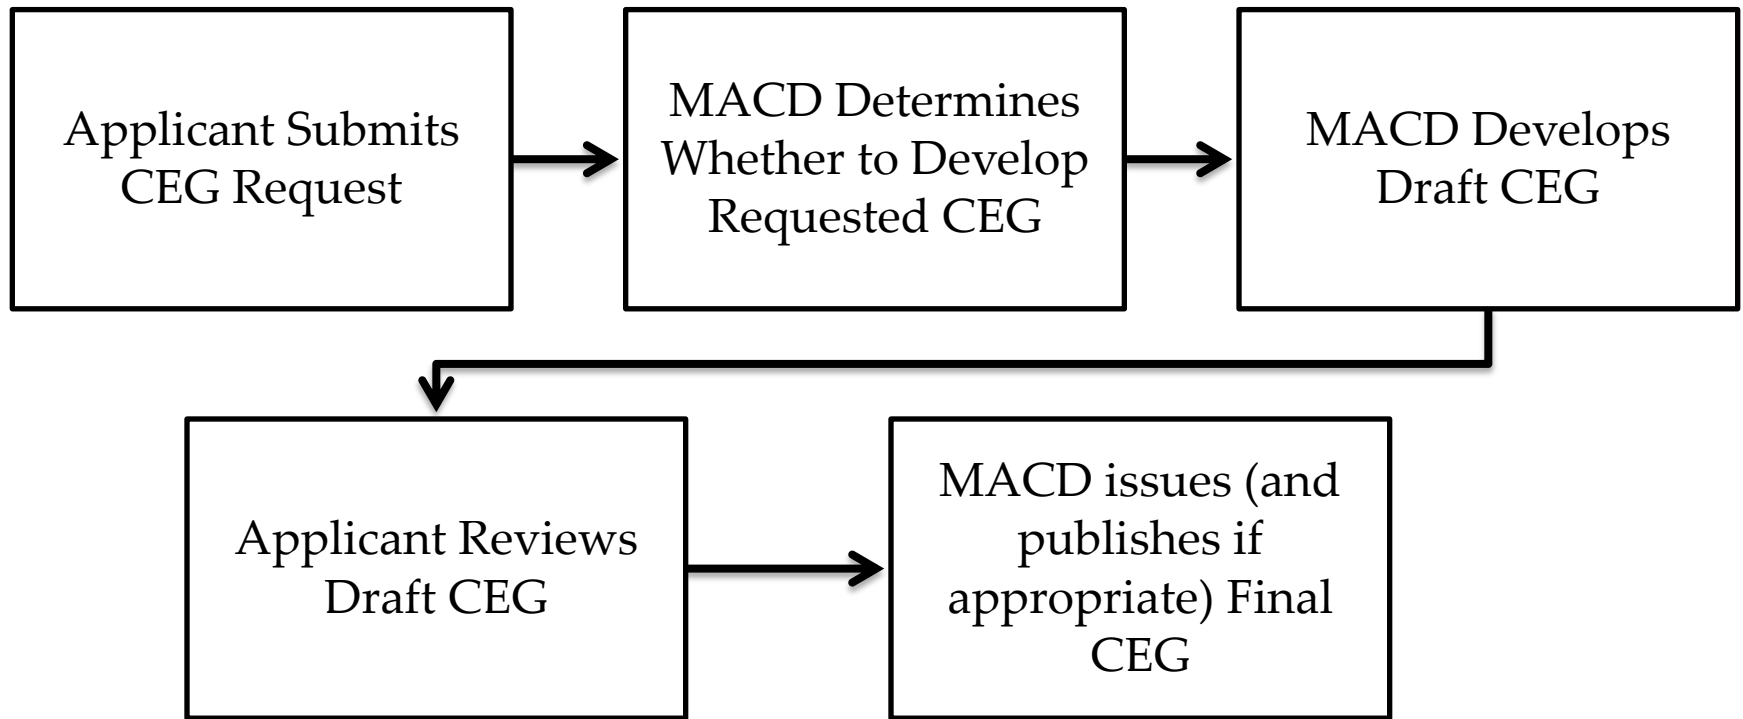 Applicant Submits
CEG Request
MACD Determines
Whether to Develop
Requested CEG
MACD Develops
Draft CEG
Applicant Reviews
Draft CEG
MACD issues (and
publishes if
appropriate) Final
CEG